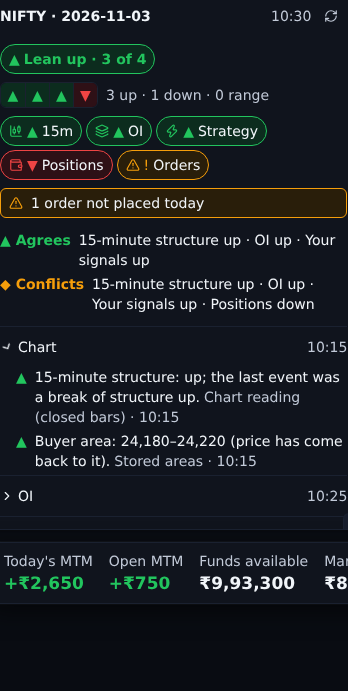 NIFTY · 2026-11-03 10:30
▲ Lean up · 3 of 4
▲ ▲ ▲ ▼ 3 up · 1 down · 0 range
▲ 15m ▲ OI ▲ Strategy
▼ Positions ! Orders
1 order not placed today
▲ Agrees 15-minute structure up · OI up · Your
signals up
◆ Conflicts 15-minute structure up · OI up ·
Your signals up · Positions down
Chart 10:15
▲ 15-minute structure: up; the last event was
a break of structure up. Chart reading
(closed bars) · 10:15
▲ Buyer area: 24,180–24,220 (price has come
back to it). Stored areas · 10:15
OI 10:25
Today's MTM Open MTM Funds available
+₹2,650 +₹750 ₹9,93,300